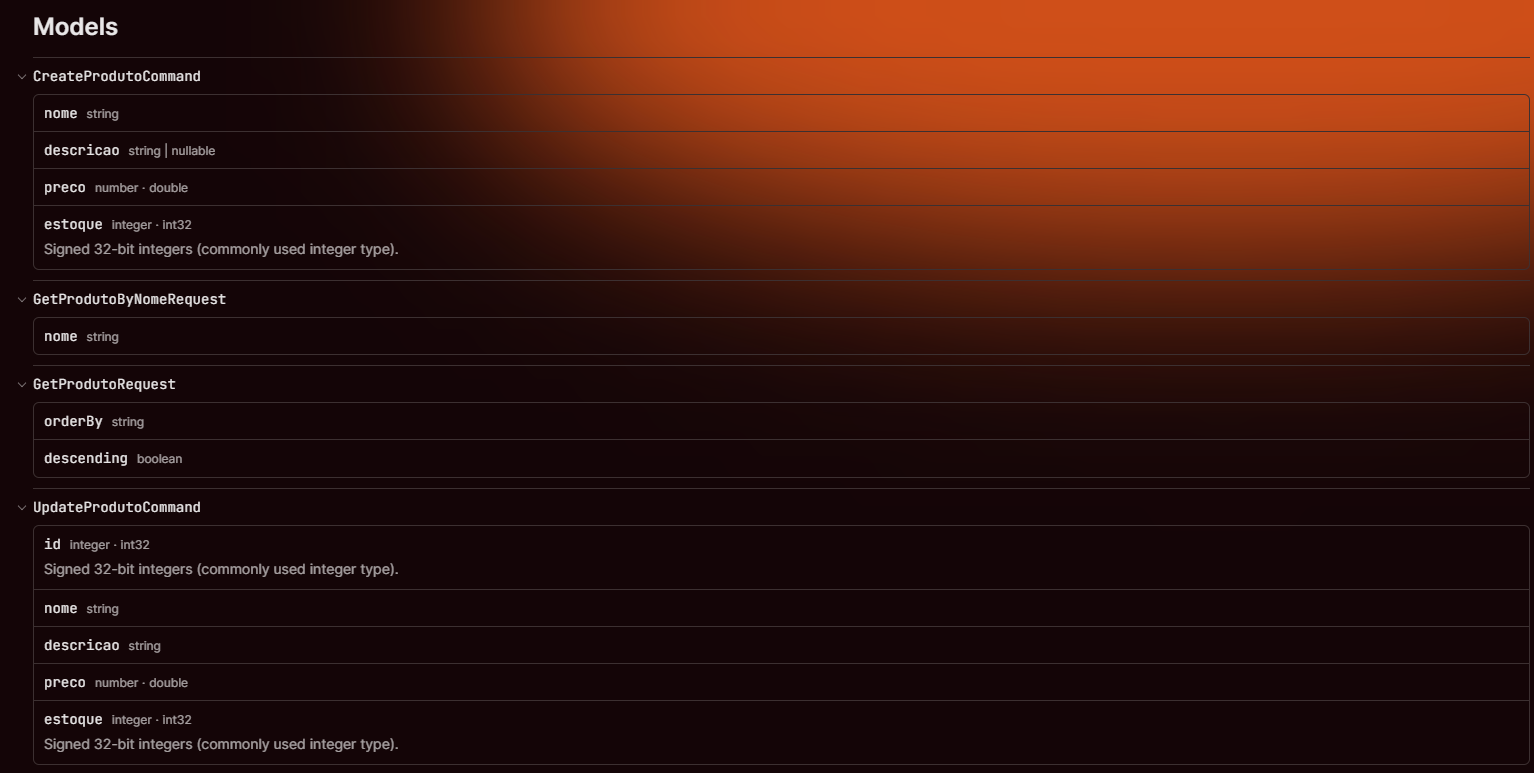 Models
CreateProdutoCommand
nome string
descricao string | nullable
preco number · double
estoque integer · int32
Signed 32-bit integers (commonly used integer type).
GetProdutoByNomeRequest
nome string
GetProdutoRequest
orderBy string
descending boolean
UpdateProdutoCommand
id integer · int32
Signed 32-bit integers (commonly used integer type).
nome string
descricao string
preco number · double
estoque integer · int32
Signed 32-bit integers (commonly used integer type).